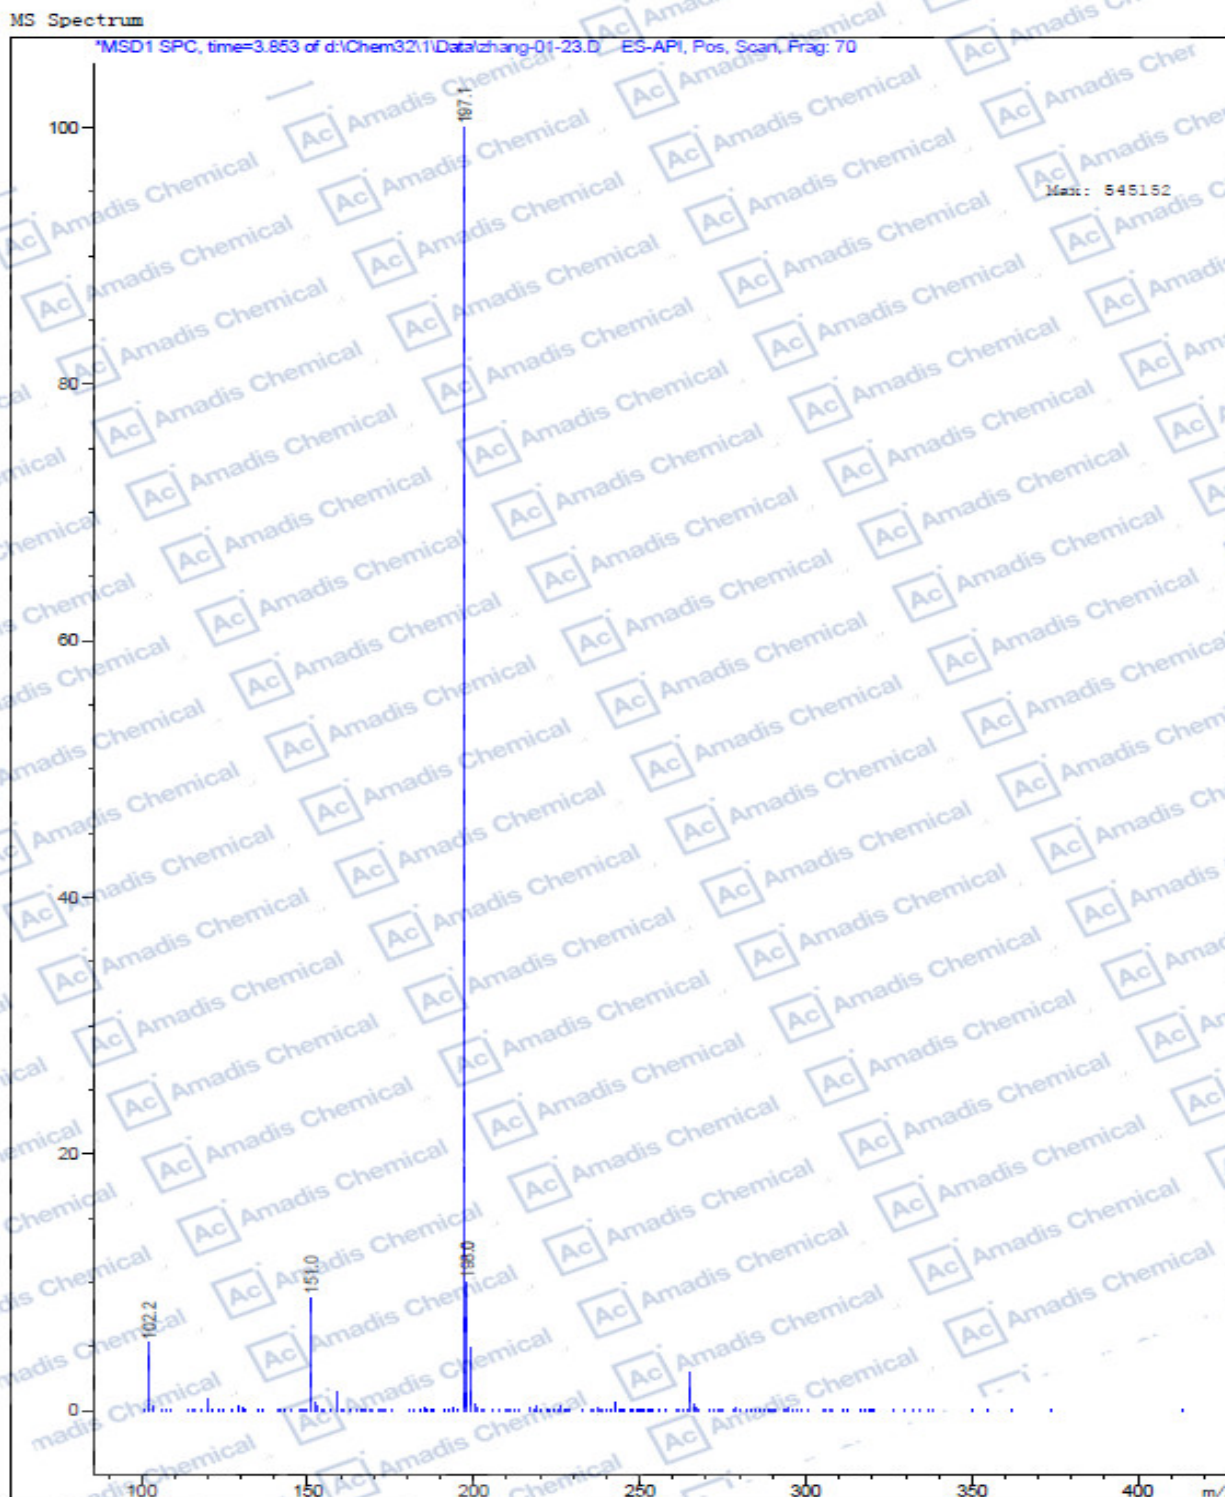 MS Spectrum
*MSD1 SPC, time=3.853 of d:\Chem32\1\Data\zhang-01-23.D ES-API, Pos, Scan, Frag: 70
197.1
100
Max: 545152
80
60
40
20
198.0
151.0
102.2
0
100 150 200 250 300 350 400 m/
Ac Amadis Chemical